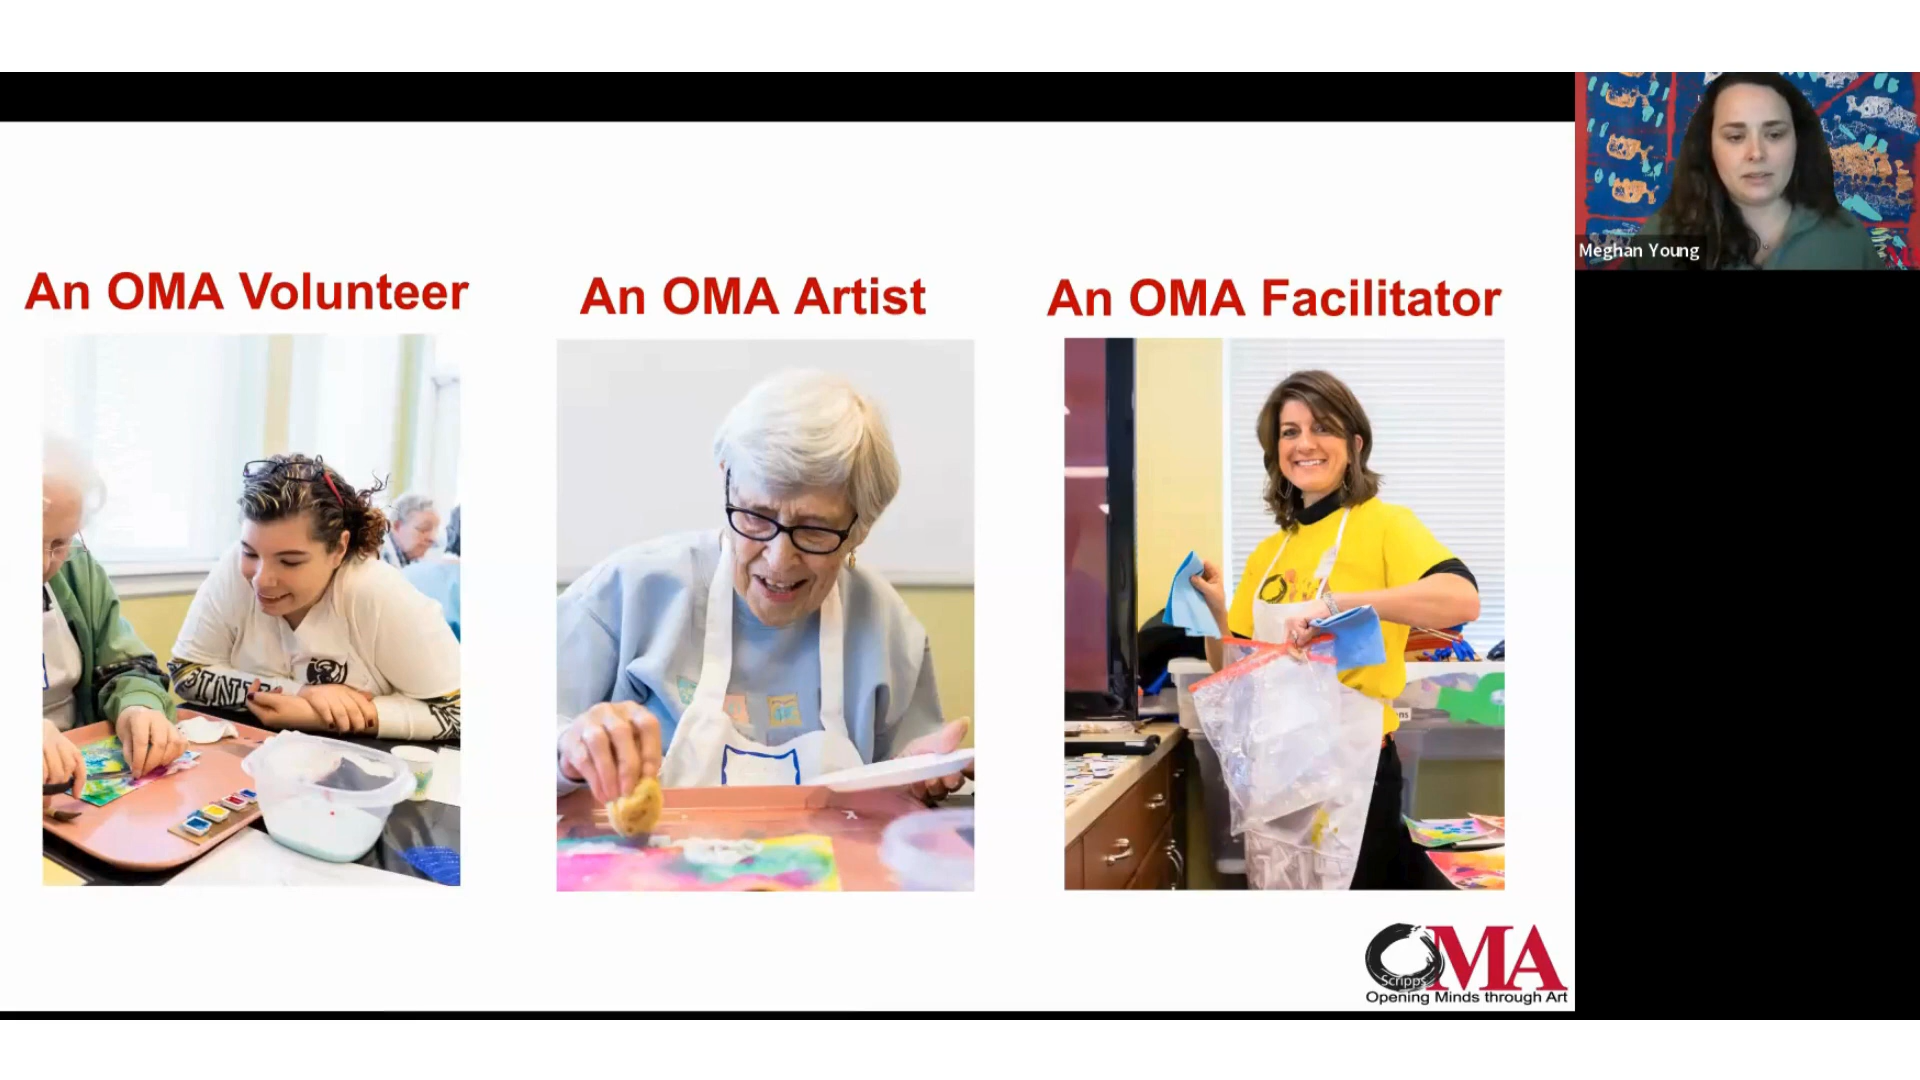 An OMA Volunteer
An OMA Artist
An OMA Facilitator
Meghan Young
OMA
Scripps
Opening Minds through Art